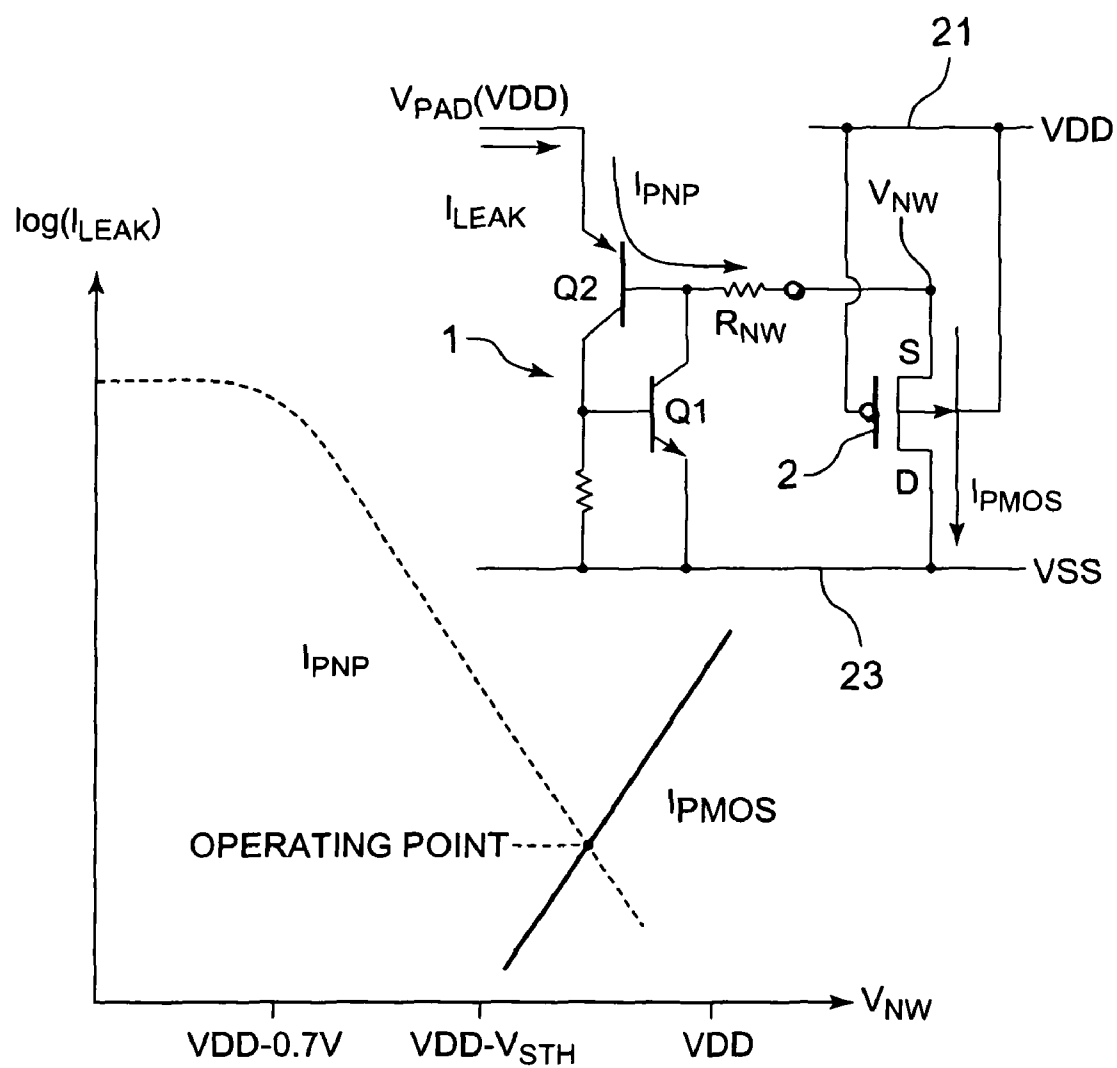 21
V_PAD(VDD)
VDD
I_PNP
V_NW
I_LEAK
log(I_LEAK)
Q2
R_NW
S
1
Q1
2
D
I_PMOS
VSS
I_PNP
23
I_PMOS
OPERATING POINT
V_NW
VDD-0.7V
VDD-V_STH
VDD